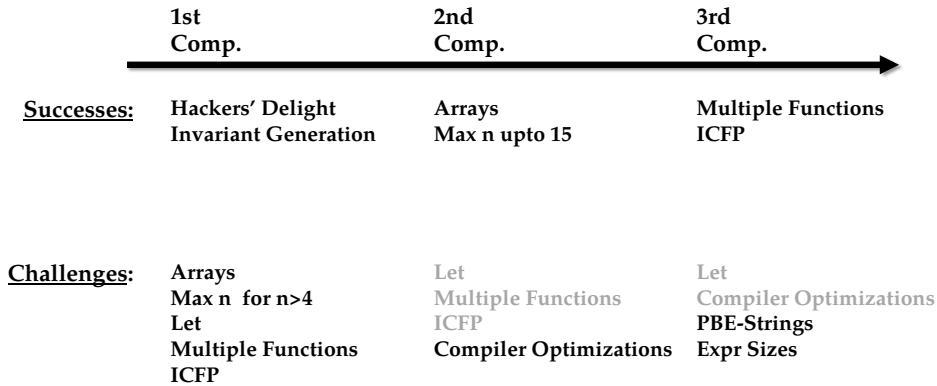 1st 2nd 3rd
Comp. Comp. Comp.
Successes: Hackers' Delight Arrays Multiple Functions
Invariant Generation Max n upto 15 ICFP
Challenges: Arrays Let Let
Max n for n>4 Multiple Functions Compiler Optimizations
Let ICFP PBE-Strings
Multiple Functions Compiler Optimizations Expr Sizes
ICFP